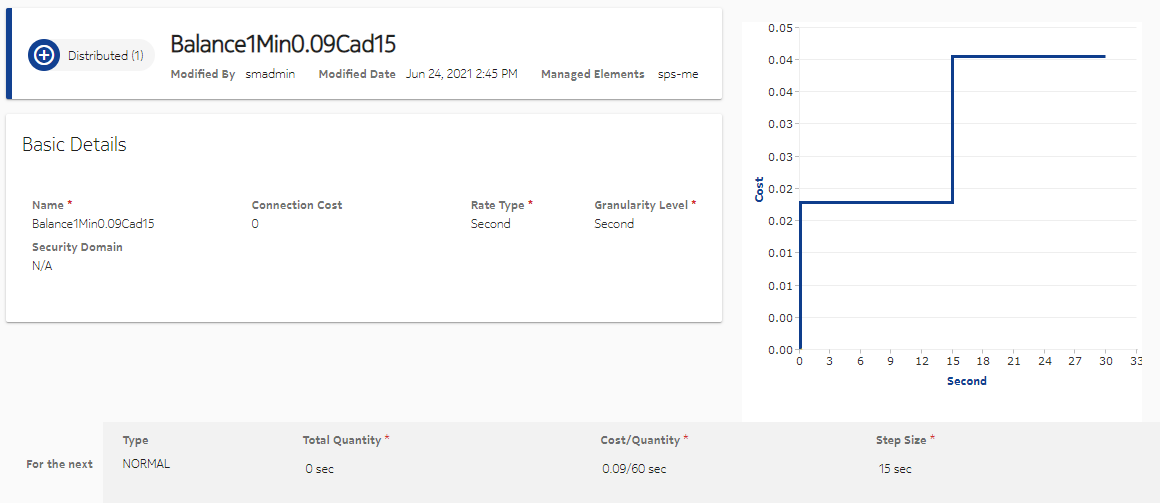 Distributed (1)
Balance1Min0.09Cad15
Modified By smadmin Modified Date Jun 24, 2021 2:45 PM Managed Elements sps-me
Basic Details
Name * Connection Cost Rate Type * Granularity Level *
Balance1Min0.09Cad15 0 Second Second
Security Domain
N/A
0.05
0.04
0.04
0.03
0.03
0.02
0.02
0.01
0.01
0.00
0.00
Cost
0 3 6 9 12 15 18 21 24 27 30 33
Second
Type Total Quantity * Cost/Quantity * Step Size *
For the next NORMAL 0 sec 0.09/60 sec 15 sec